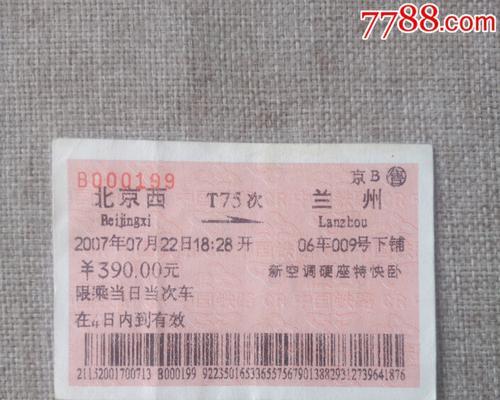 7788.com
B000199
京B 售
北京西 T75次 兰州
Beijingxi Lanzhou
2007年07月22日18:28开 06车009号下铺
￥390.00元 新空调硬座特快卧
限乘当日当次车
在4日内到有效
21152001700713 B000199 92235016533655756790138829312739641876